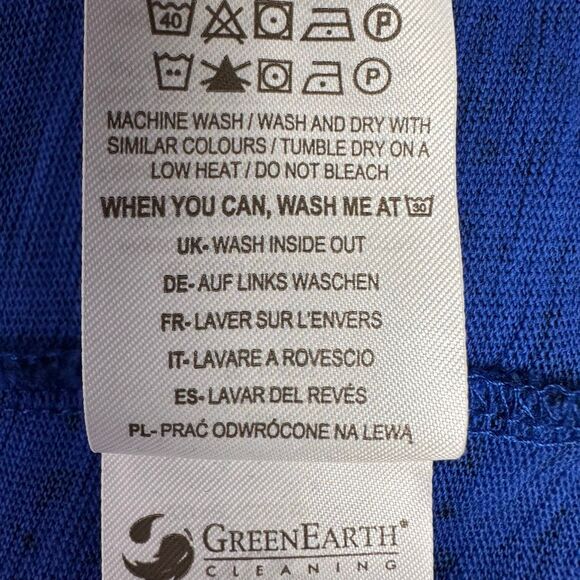 40 P
P
MACHINE WASH / WASH AND DRY WITH
SIMILAR COLOURS / TUMBLE DRY ON A
LOW HEAT / DO NOT BLEACH
WHEN YOU CAN, WASH ME AT 30
UK- WASH INSIDE OUT
DE- AUF LINKS WASCHEN
FR- LAVER SUR L'ENVERS
IT- LAVARE A ROVESCIO
ES- LAVAR DEL REVÉS
PL- PRAĆ ODWRÓCONE NA LEWĄ
GREENEARTH®
CLEANING